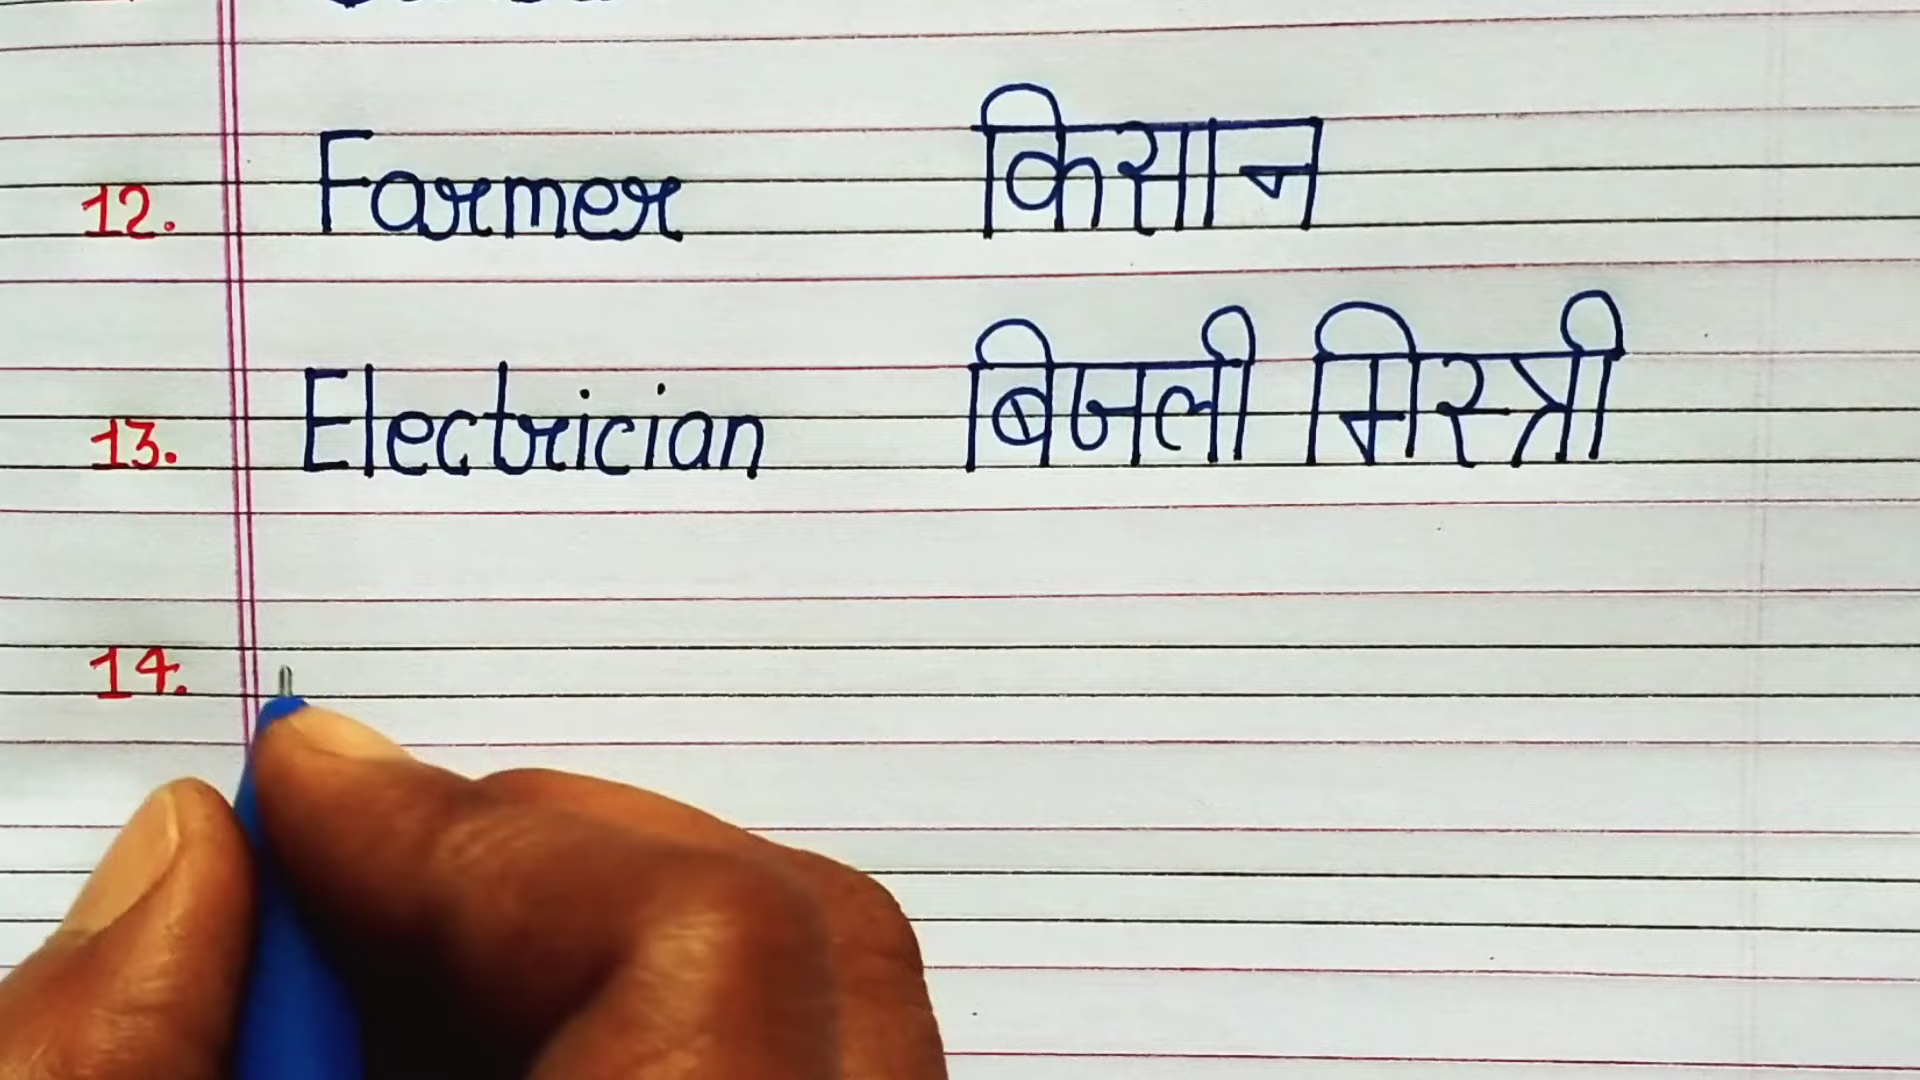 12. Farmer किसान
13. Electrician बिजली मिस्त्री
14.